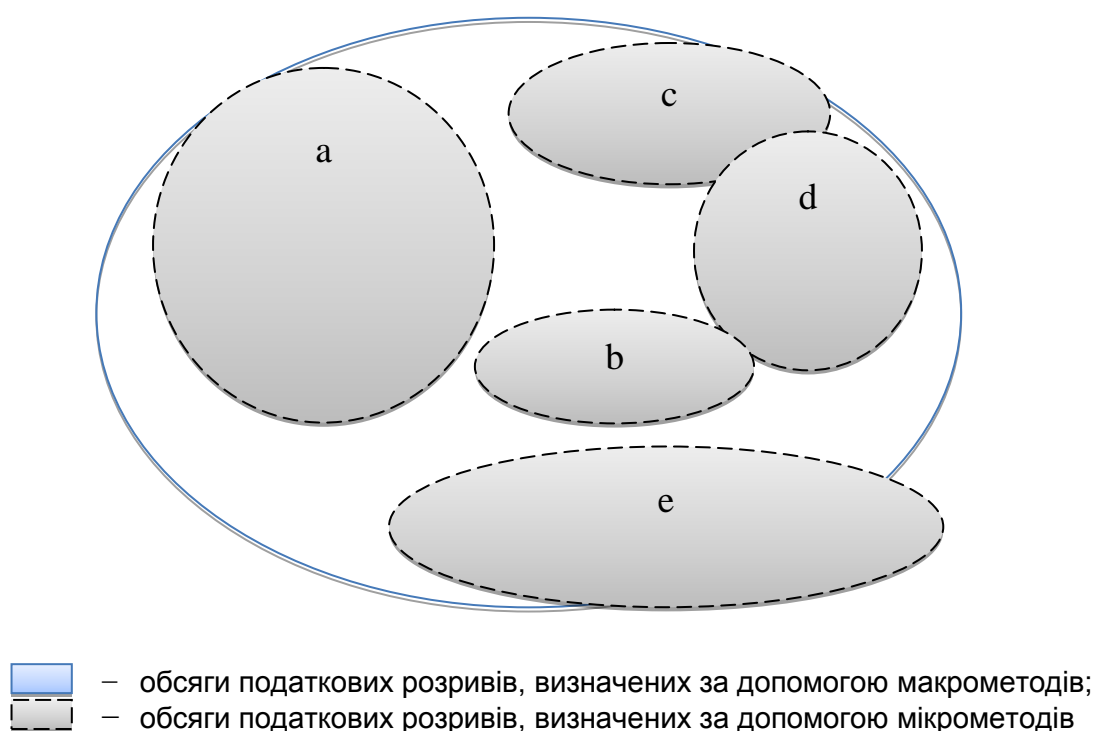 c
a
d
b
e
– обсяги податкових розривів, визначених за допомогою макрометодів;
– обсяги податкових розривів, визначених за допомогою мікрометодів